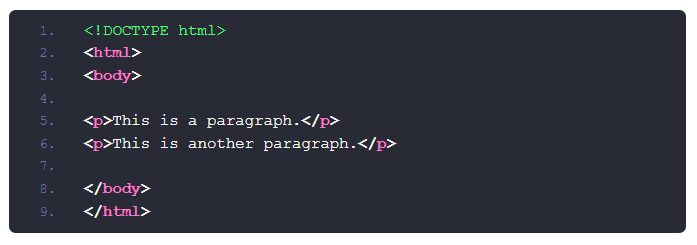 1. <!DOCTYPE html>
2. <html>
3. <body>
4.
5. <p>This is a paragraph.</p>
6. <p>This is another paragraph.</p>
7.
8. </body>
9. </html>